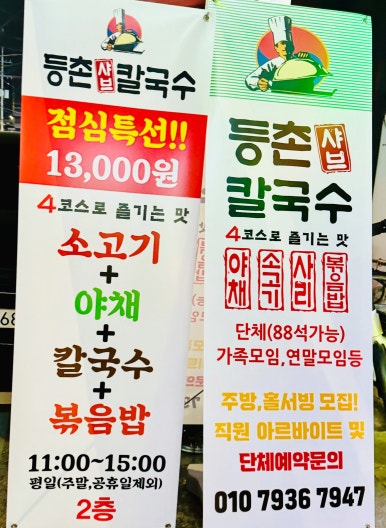 등촌샤브칼국수
점심특선!!
13,000원
4코스로 즐기는 맛
소고기
+
야채
+
칼국수
+
볶음밥
11:00~15:00
평일(주말,공휴일제외)
2층
등촌샤브
칼국수
4코스로 즐기는 맛
야채 소고기 사리 볶음밥
단체(88석가능)
가족모임,연말모임등
주방,홀서빙 모집!
직원 아르바이트 및
단체예약문의
010 7936 7947